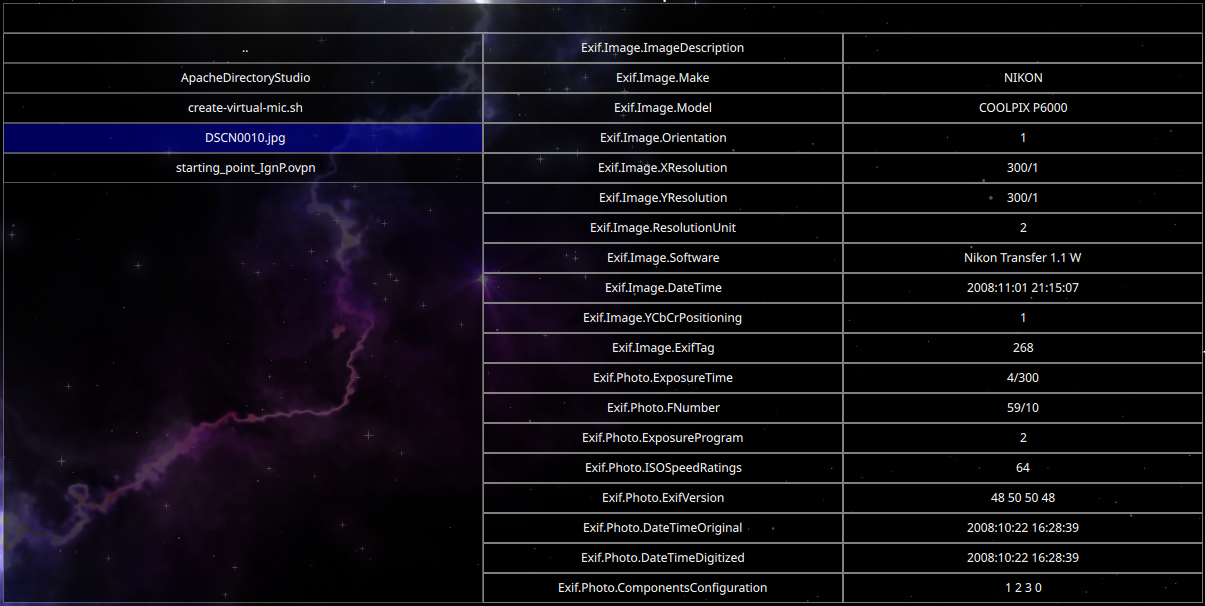 ..
ApacheDirectoryStudio
create-virtual-mic.sh
DSCN0010.jpg
starting_point_IgnP.ovpn
Exif.Image.ImageDescription
Exif.Image.Make NIKON
Exif.Image.Model COOLPIX P6000
Exif.Image.Orientation 1
Exif.Image.XResolution 300/1
Exif.Image.YResolution 300/1
Exif.Image.ResolutionUnit 2
Exif.Image.Software Nikon Transfer 1.1 W
Exif.Image.DateTime 2008:11:01 21:15:07
Exif.Image.YCbCrPositioning 1
Exif.Image.ExifTag 268
Exif.Photo.ExposureTime 4/300
Exif.Photo.FNumber 59/10
Exif.Photo.ExposureProgram 2
Exif.Photo.ISOSpeedRatings 64
Exif.Photo.ExifVersion 48 50 50 48
Exif.Photo.DateTimeOriginal 2008:10:22 16:28:39
Exif.Photo.DateTimeDigitized 2008:10:22 16:28:39
Exif.Photo.ComponentsConfiguration 1 2 3 0